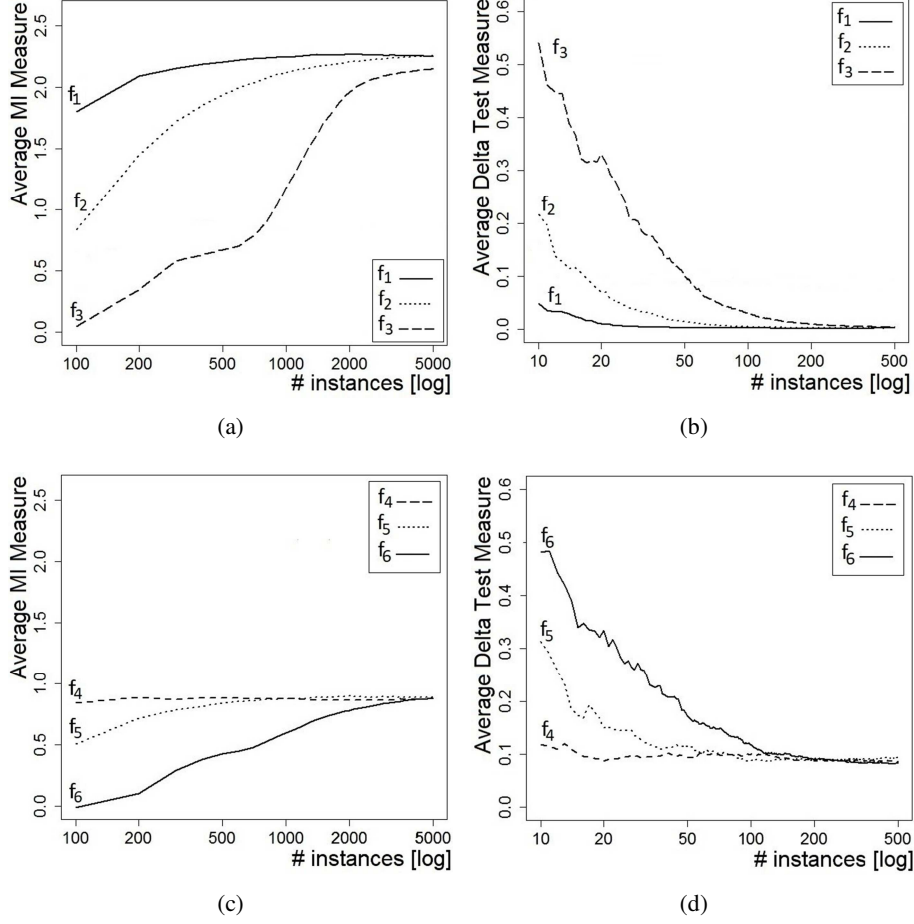 Average MI Measure
2.5
2.0
1.5
1.0
0.5
0.0
f1
f2
f3
f1
f2
f3
100 200 500 1000 2000 5000
# instances [log]
(a)
Average Delta Test Measure
0.6
0.5
0.4
0.3
0.2
0.1
0.0
f3
f2
f1
f1
f2
f3
10 20 50 100 200 500
# instances [log]
(b)
Average MI Measure
2.5
2.0
1.5
1.0
0.5
0.0
f4
f5
f6
f4
f5
f6
100 200 500 1000 2000 5000
# instances [log]
(c)
Average Delta Test Measure
0.6
0.5
0.4
0.3
0.2
0.1
0.0
f6
f5
f4
f4
f5
f6
10 20 50 100 200 500
# instances [log]
(d)